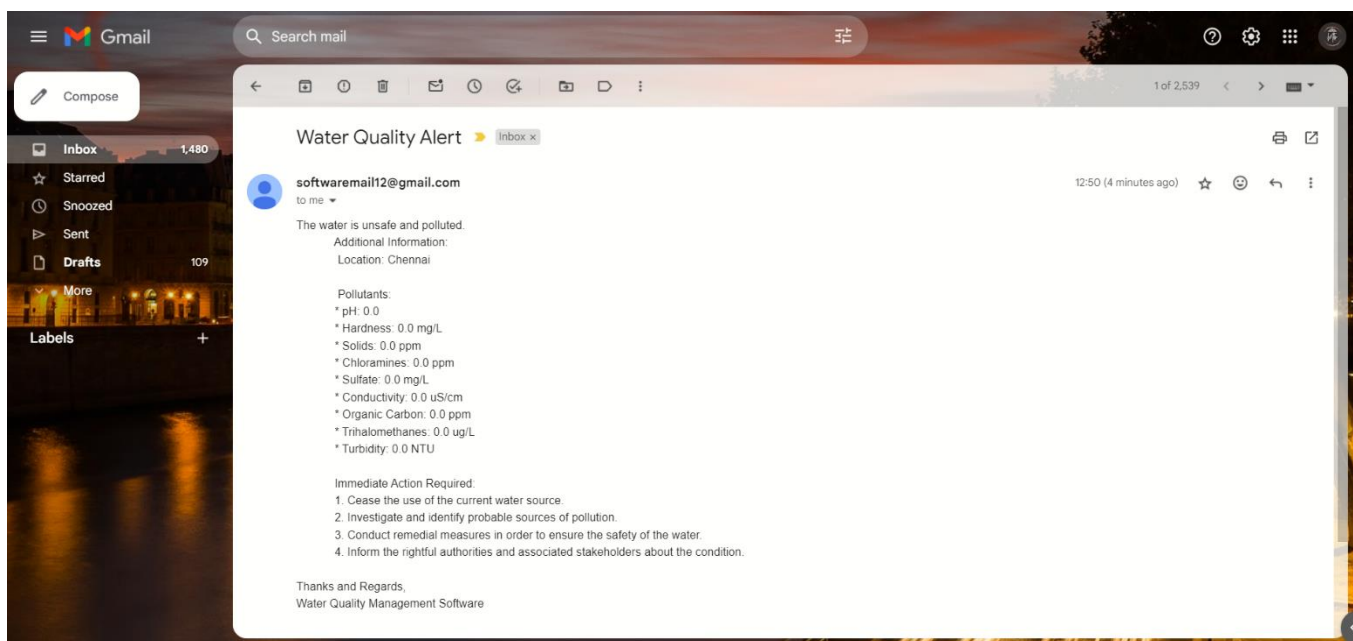 Gmail
Search mail
Compose
1 of 2,539
Water Quality Alert
Inbox ×
Inbox 1,480
Starred
Snoozed
Sent
Drafts 109
More
Labels +
softwaremail12@gmail.com
12:50 (4 minutes ago)
to me
The water is unsafe and polluted.
Additional Information:
Location: Chennai
Pollutants:
* pH: 0.0
* Hardness: 0.0 mg/L
* Solids: 0.0 ppm
* Chloramines: 0.0 ppm
* Sulfate: 0.0 mg/L
* Conductivity: 0.0 uS/cm
* Organic Carbon: 0.0 ppm
* Trihalomethanes: 0.0 ug/L
* Turbidity: 0.0 NTU
Immediate Action Required:
1. Cease the use of the current water source.
2. Investigate and identify probable sources of pollution.
3. Conduct remedial measures in order to ensure the safety of the water.
4. Inform the rightful authorities and associated stakeholders about the condition.
Thanks and Regards,
Water Quality Management Software